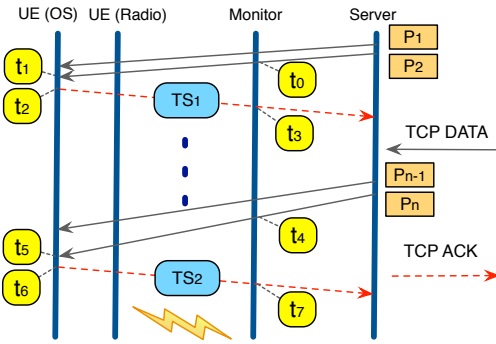 UE (OS) UE (Radio) Monitor Server
P1
P2
t1
t0
t2
TS1
t3
TCP DATA
Pn-1
Pn
t5
t4
TCP ACK
t6
TS2
t7